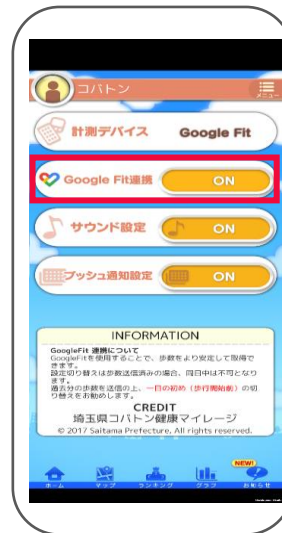 コバトン
メニュー
計測デバイス Google Fit
Google Fit連携 ON
サウンド設定 ON
プッシュ通知設定 ON
INFORMATION
GoogleFit 連携について
GoogleFitを使用することで、歩数をより安定して取得で
きます。
設定切り替えは歩数送信済みの場合、同日中は不可となり
ます。
過去分の歩数を送信の上、一日の初め（歩行開始前）の切
り替えをお勧めします。
CREDIT
埼玉県コバトン健康マイレージ
© 2017 Saitama Prefecture, All rights reserved.
NEW!
ホーム マップ ランキング グラフ お知らせ